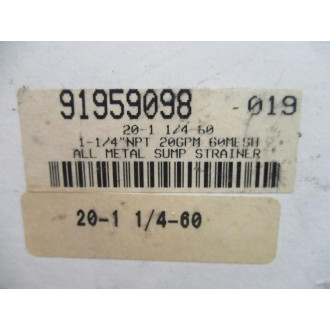 91959098 019
20-1 1/4-60
1-1/4"NPT 20GPM 60MESH
ALL METAL SUMP STRAINER
20-1 1/4-60